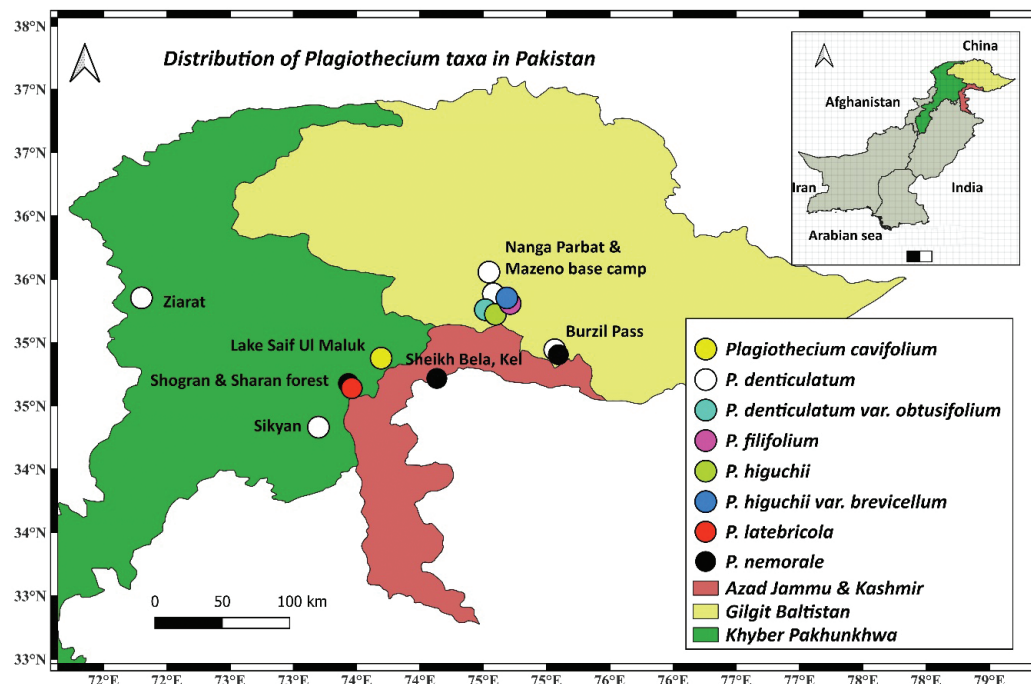 Distribution of Plagiothecium taxa in Pakistan
38°N
37°N
37°N
36°N
36°N
35°N
35°N
34°N
34°N
33°N
33°N
72°E
72°E
73°E
73°E
74°E
74°E
75°E
75°E
76°E
76°E
77°E
77°E
78°E
78°E
79°E
China
Afghanistan
Iran
India
Arabian sea
Nanga Parbat &
Mazeno base camp
Ziarat
Burzil Pass
Lake Saif Ul Maluk
Sheikh Bela, Kel
Shogran & Sharan forest
Sikyan
0 50 100 km
Plagiothecium cavifolium
P. denticulatum
P. denticulatum var. obtusifolium
P. filifolium
P. higuchii
P. higuchii var. brevicellum
P. latebricola
P. nemorale
Azad Jammu & Kashmir
Gilgit Baltistan
Khyber Pakhunkhwa